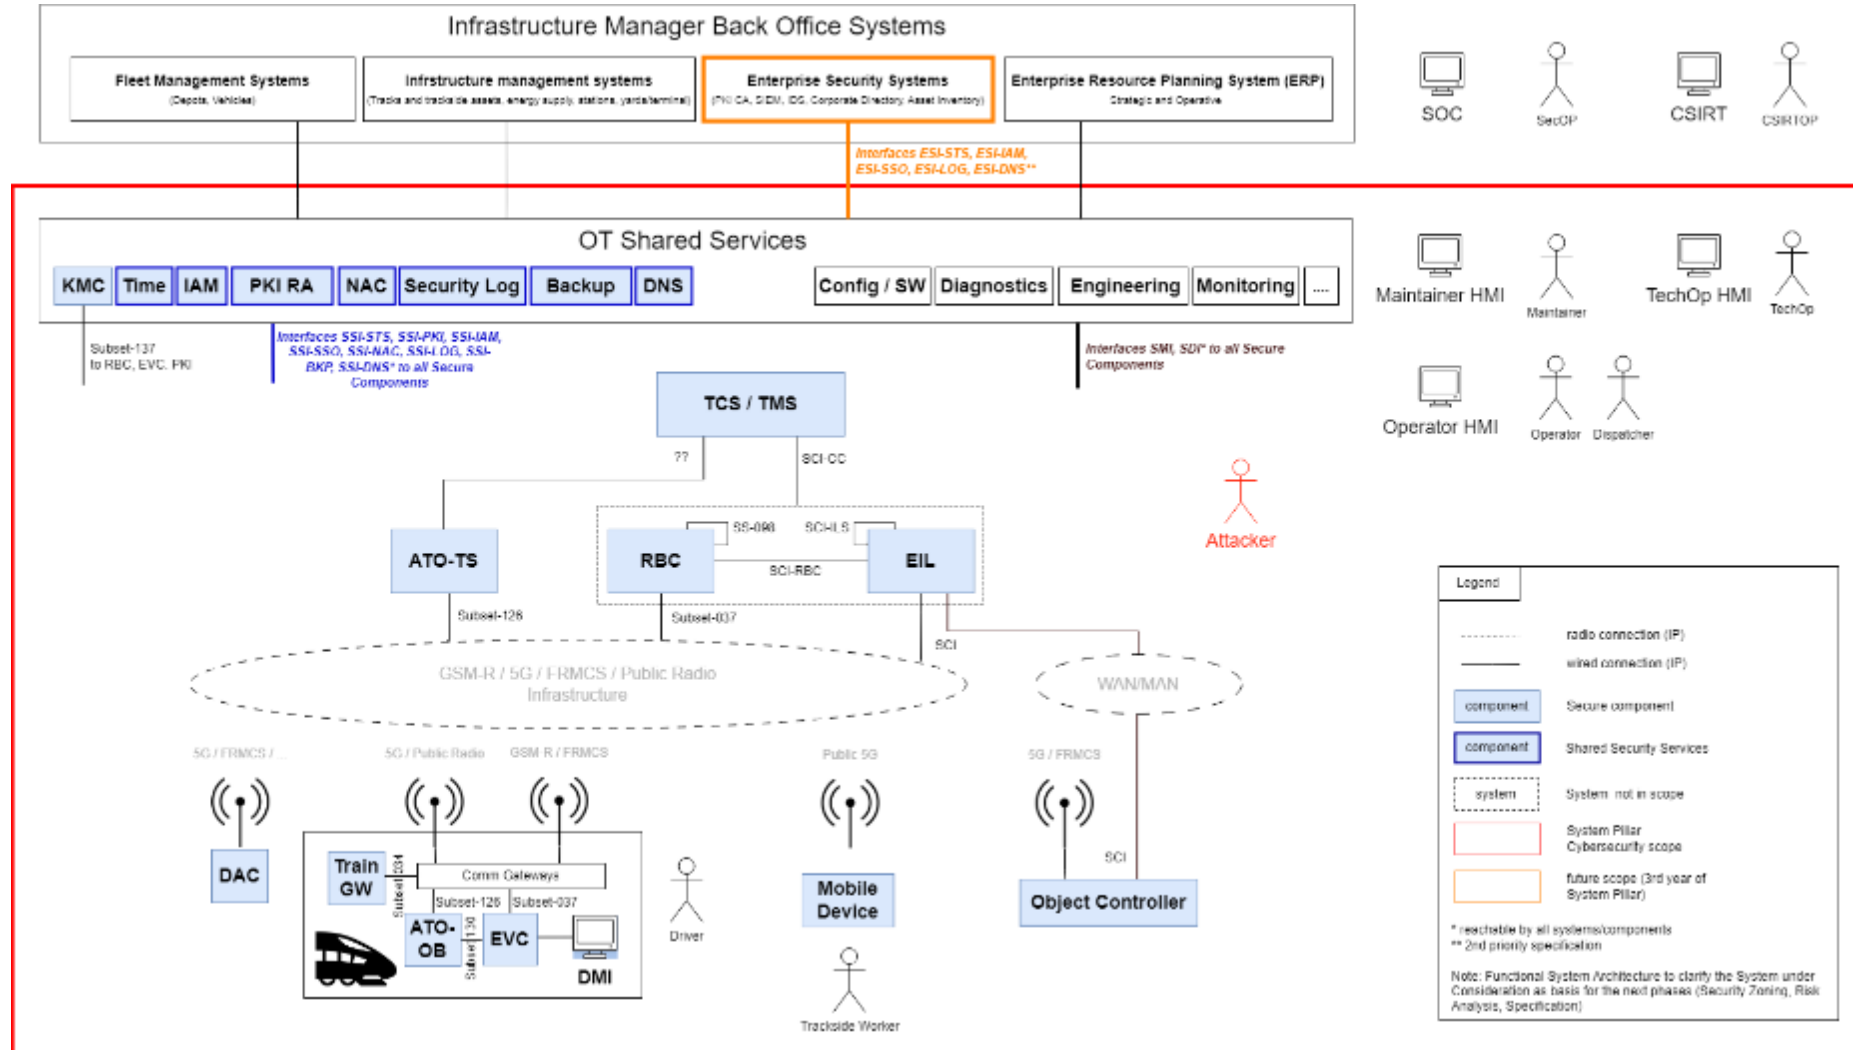 Infrastructure Manager Back Office Systems
Fleet Management Systems
(Depots, Vehicles)
Infrstructure management systems
(Tracks and trackside assets, energy supply, stations, yards/terminal)
Enterprise Security Systems
(PKI CA, SIEM, IDS, Corporate Directory, Asset Inventory)
Enterprise Resource Planning System (ERP)
Strategic and Operative
SOC
SecOP
CSIRT
CSIRTOP
Interfaces ESI-STS, ESI-IAM,
ESI-SSO, ESI-LOG, ESI-DNS**
OT Shared Services
KMC
Time
IAM
PKI RA
NAC
Security Log
Backup
DNS
Config / SW
Diagnostics
Engineering
Monitoring
....
Maintainer HMI
Maintainer
TechOp HMI
TechOp
Subset-137
to RBC, EVC, PKI
Interfaces SSI-STS, SSI-PKI, SSI-IAM,
SSI-SSO, SSI-NAC, SSI-LOG, SSI-
BKP, SSI-DNS* to all Secure
Components
Interfaces SMI, SDI* to all Secure
Components
Operator HMI
Operator
Dispatcher
TCS / TMS
??
SCI-CC
Attacker
ATO-TS
RBC
SS-098
SCI-ILS
EIL
SCI-RBC
Subset-126
Subset-037
SCI
GSM-R / 5G / FRMCS / Public Radio
Infrastructure
WAN/MAN
5G / FRMCS / ...
5G / Public Radio
GSM-R / FRMCS
Public 5G
5G / FRMCS
DAC
Train
GW
Subset-034
Comm Gateways
Subset-126
Subset-037
ATO-
OB
Subset-130
EVC
DMI
Driver
Mobile
Device
Trackside Worker
SCI
Object Controller
Legend
radio connection (IP)
wired connection (IP)
component
Secure component
component
Shared Security Services
system
System not in scope
System Pillar
Cybersecurity scope
future scope (3rd year of
System Pillar)
* reachable by all systems/components
** 2nd priority specification
Note: Functional System Architecture to clarify the System under
Consideration as basis for the next phases (Security Zoning, Risk
Analysis, Specification)